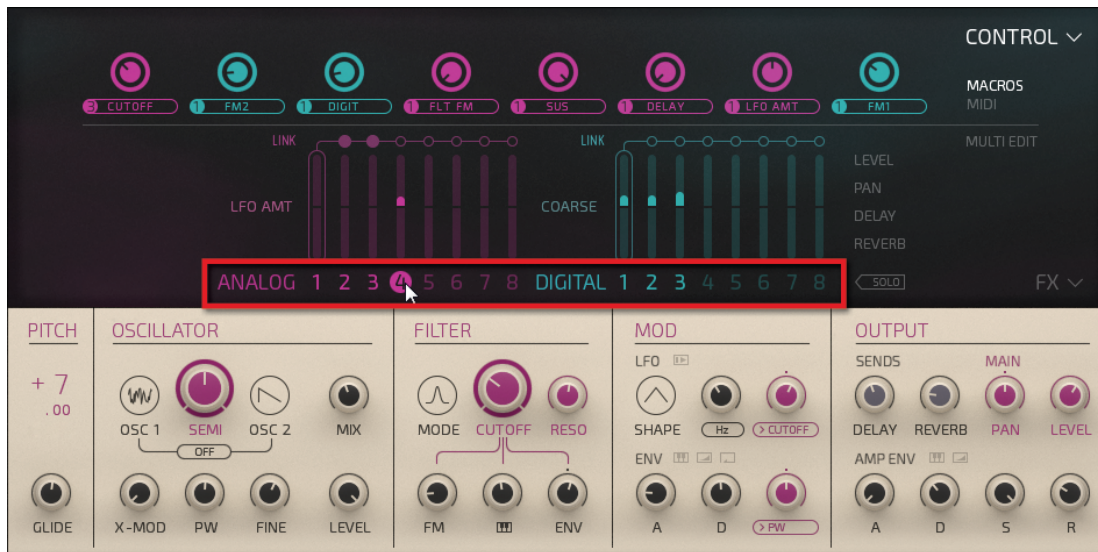 CONTROL
3 CUTOFF 1 FM2 1 DIGIT 1 FLT FM 1 SUS 1 DELAY 1 LFO AMT 1 FM1
MACROS
MIDI
LINK LINK MULTI EDIT
LEVEL
PAN
LFO AMT COARSE
DELAY
REVERB
ANALOG 1 2 3 4 5 6 7 8 DIGITAL 1 2 3 4 5 6 7 8 SOLO FX
PITCH OSCILLATOR FILTER MOD OUTPUT
LFO SENDS MAIN
+ 7
.00
OSC 1 SEMI OSC 2 MIX MODE CUTOFF RESO SHAPE Hz > CUTOFF DELAY REVERB PAN LEVEL
OFF
ENV AMP ENV
GLIDE X-MOD PW FINE LEVEL FM ENV A D > PW A D S R